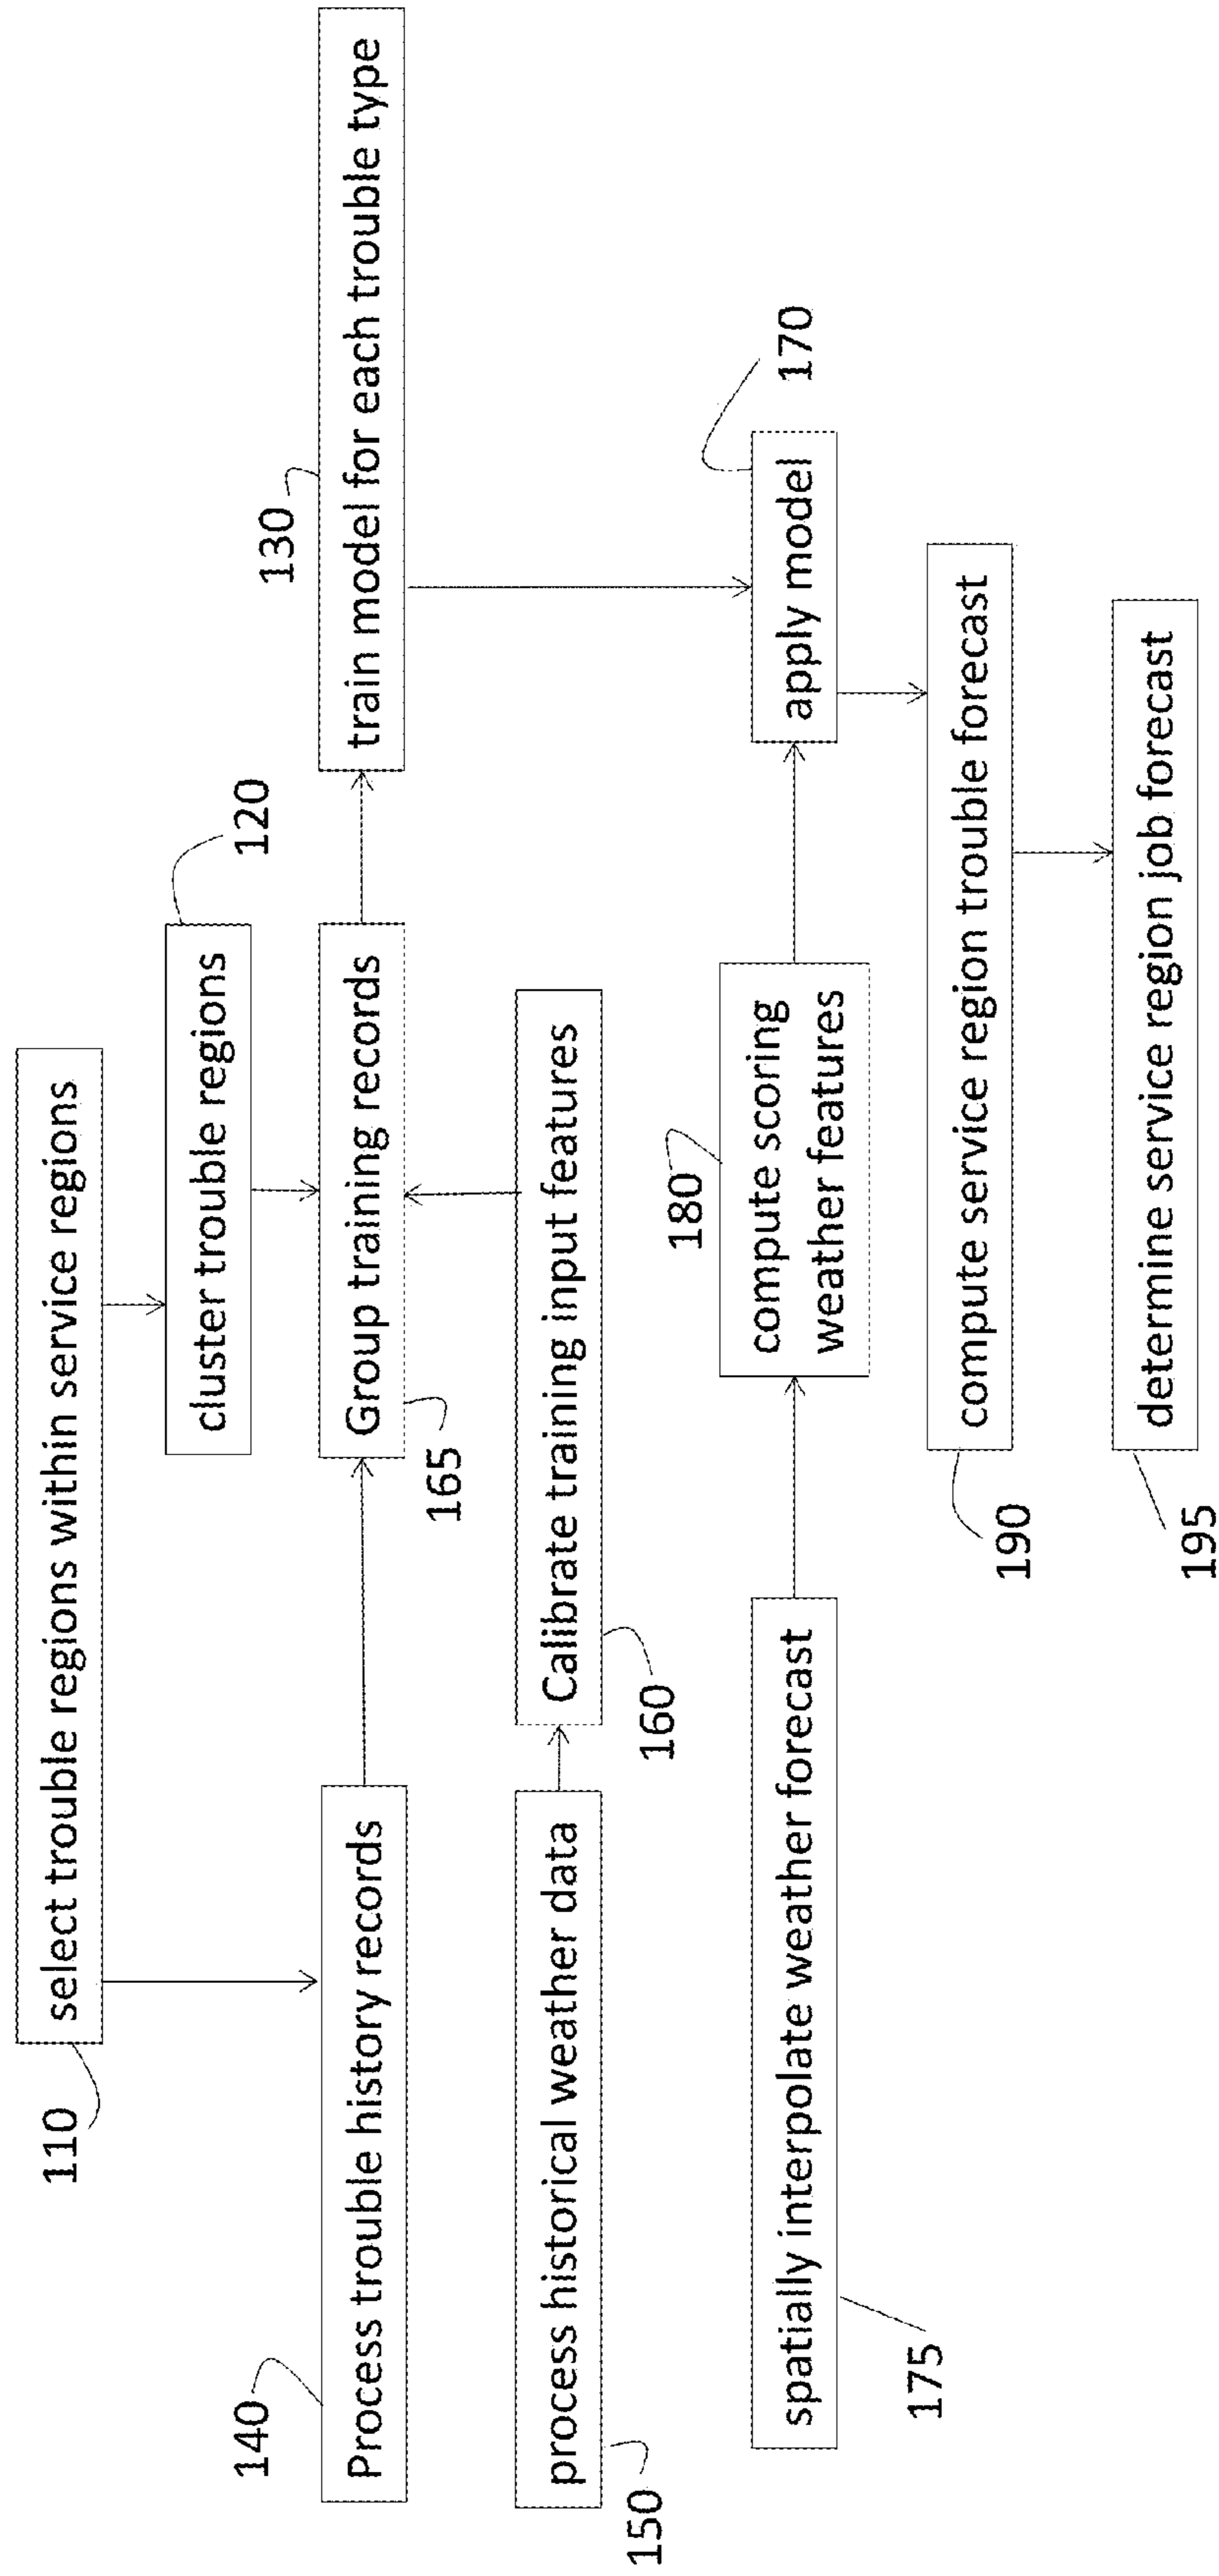 110
select trouble regions within service regions
120
cluster trouble regions
130
140
Process trouble history records
Group training records
165
train model for each trouble type
150
process historical weather data
Calibrate training input features
160
170
175
spatially interpolate weather forecast
180
compute scoring
weather features
apply model
190
compute service region trouble forecast
195
determine service region job forecast